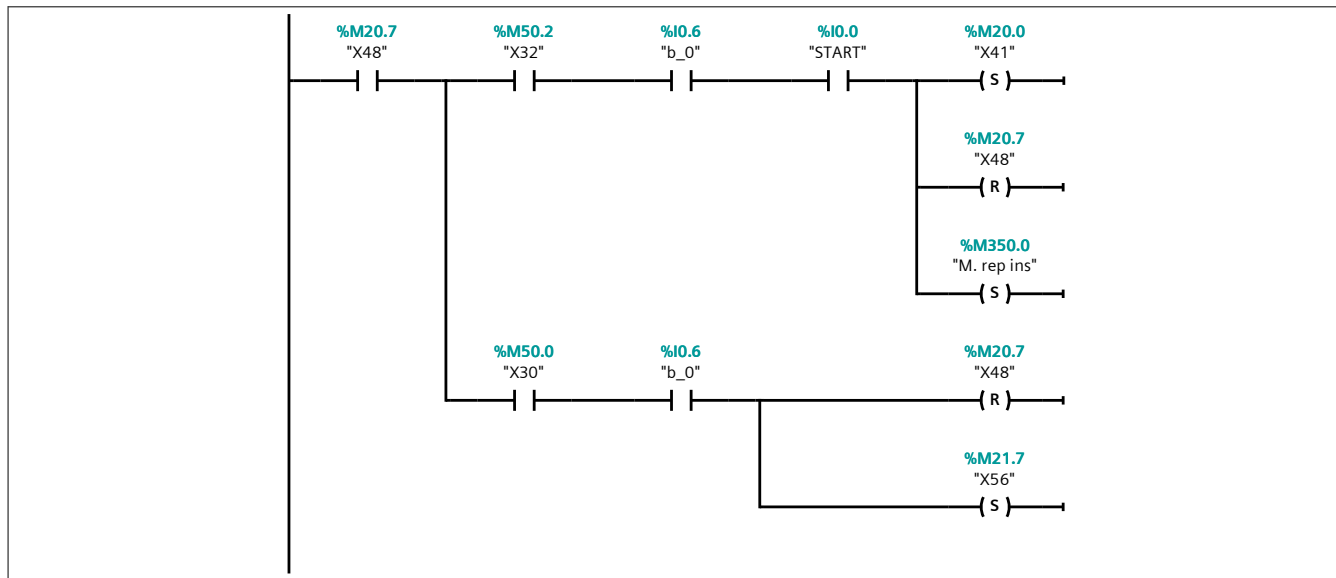 %M20.7 %M50.2 %I0.6 %I0.0 %M20.0
"X48" "X32" "b_0" "START" "X41"
S
%M20.7
"X48"
R
%M350.0
"M. rep ins"
S
%M50.0 %I0.6 %M20.7
"X30" "b_0" "X48"
R
%M21.7
"X56"
S